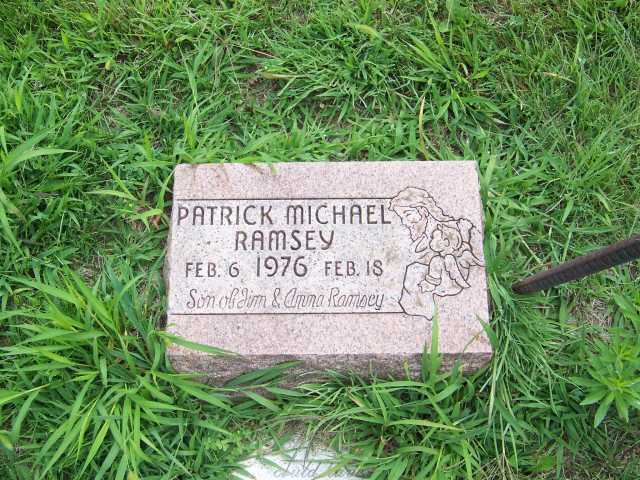 PATRICK MICHAEL
RAMSEY
FEB. 6 1976 FEB. 18
Son of Jim & Anna Ramsey